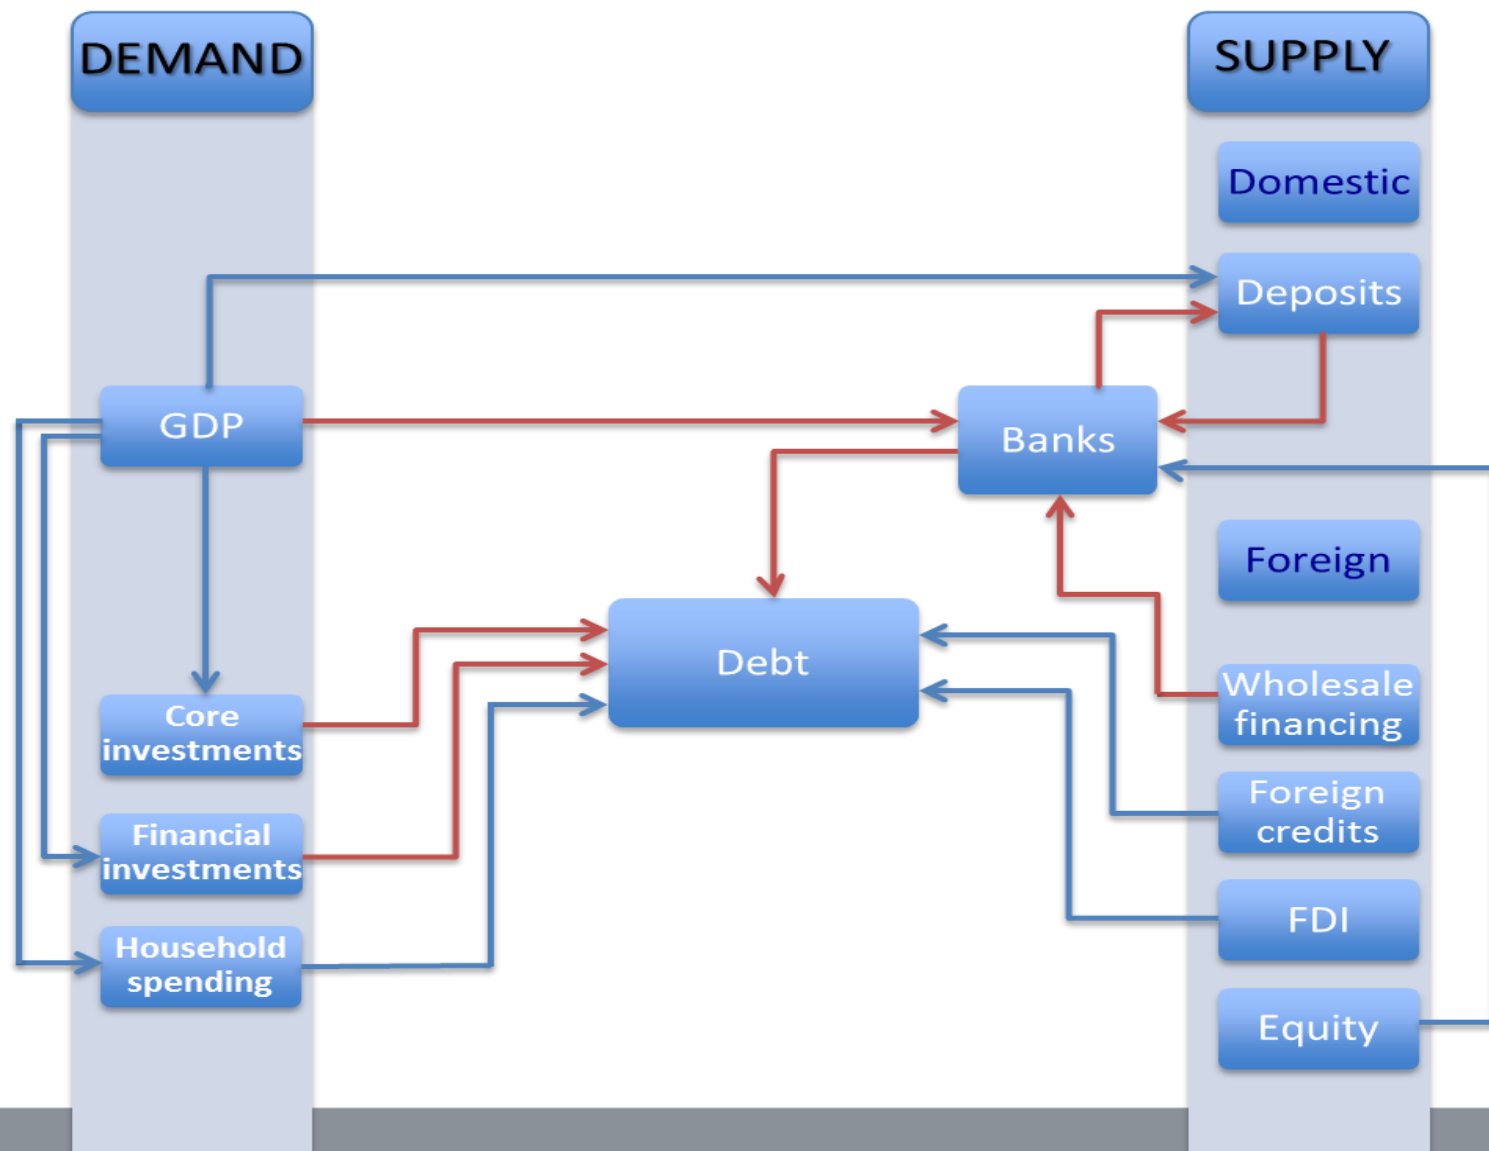 DEMAND
SUPPLY
Domestic
Deposits
GDP
Banks
Foreign
Debt
Wholesale
financing
Core
investments
Foreign
credits
Financial
investments
FDI
Household
spending
Equity